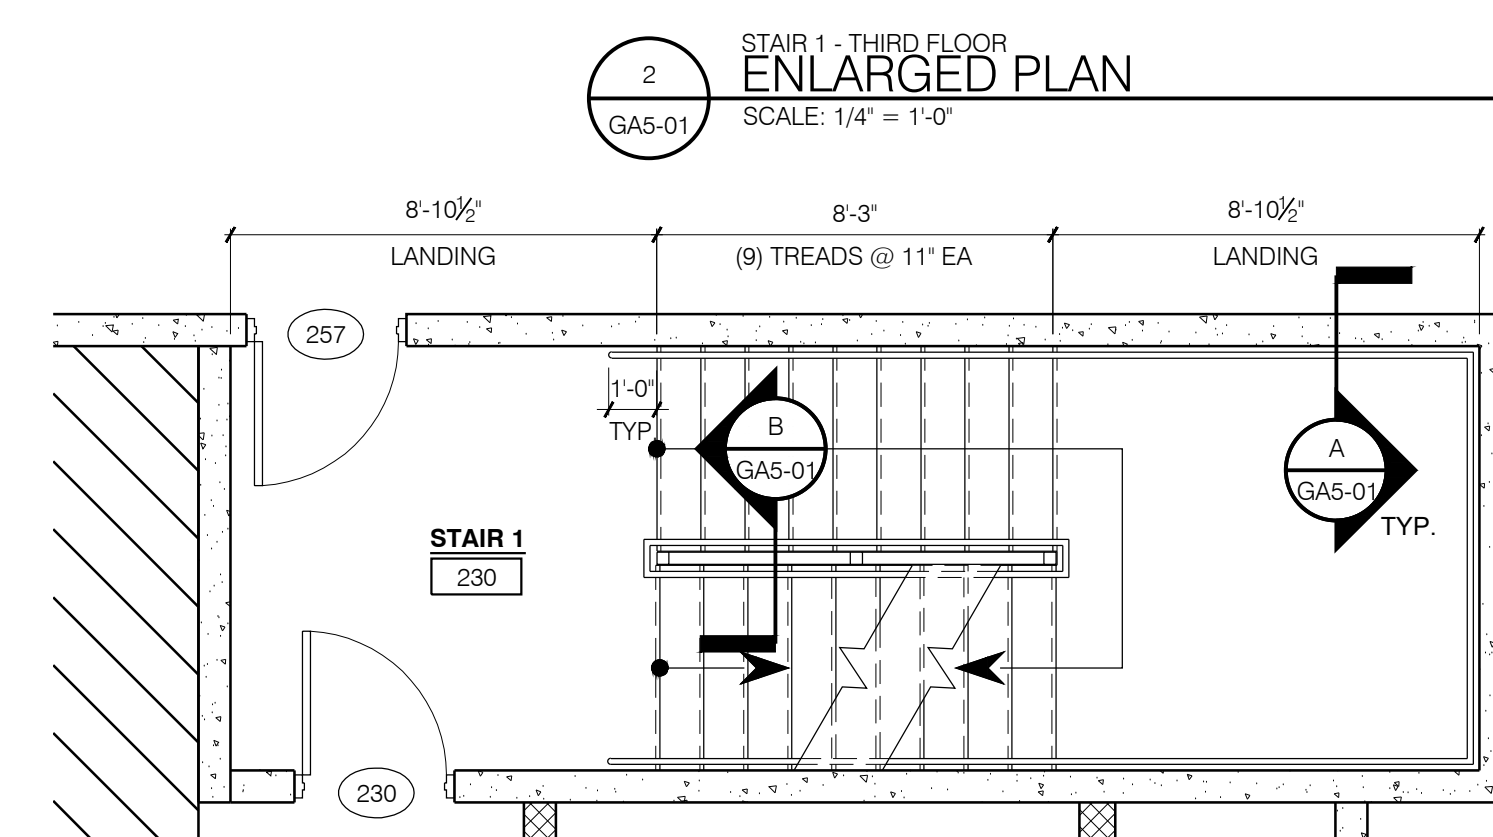 2
GA5-01
STAIR 1 - THIRD FLOOR
ENLARGED PLAN
SCALE: 1/4" = 1'-0"
8'-10½"
8'-3"
8'-10½"
LANDING
(9) TREADS @ 11" EA
LANDING
257
1'-0"
TYP.
B
GA5-01
A
GA5-01
TYP.
STAIR 1
230
230